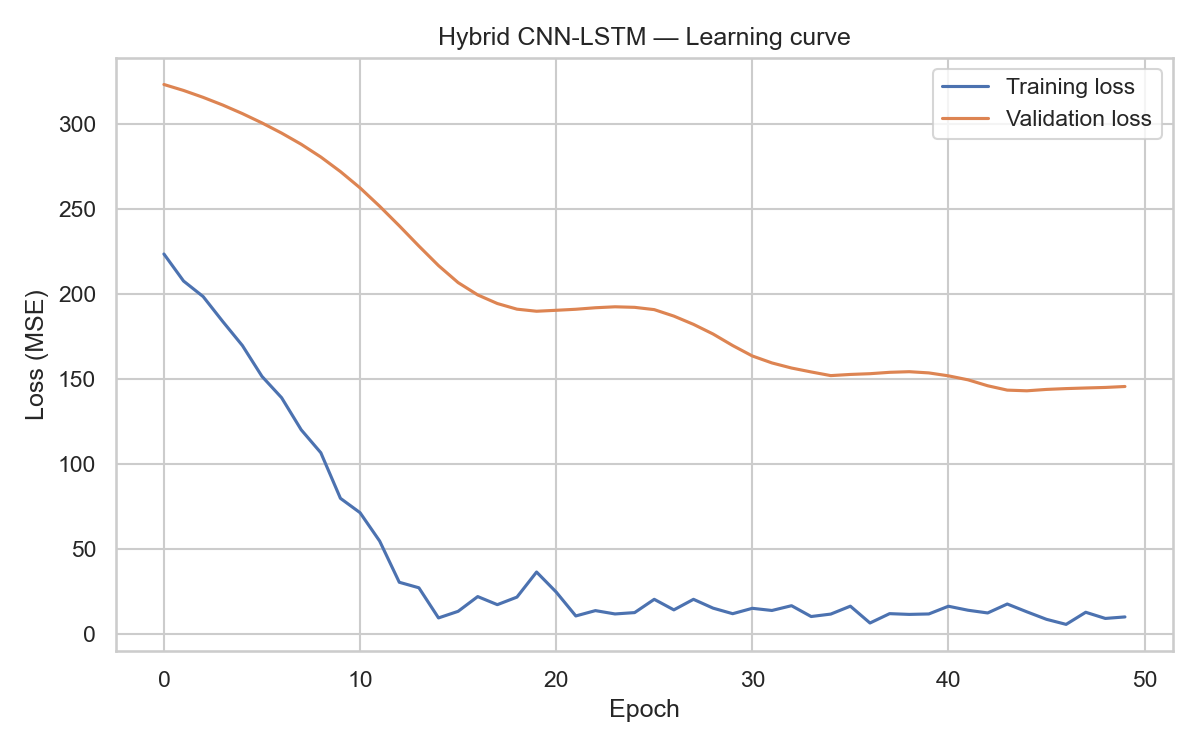 Hybrid CNN-LSTM — Learning curve
Training loss
Validation loss
Loss (MSE)
300
250
200
150
100
50
0
0 10 20 30 40 50
Epoch